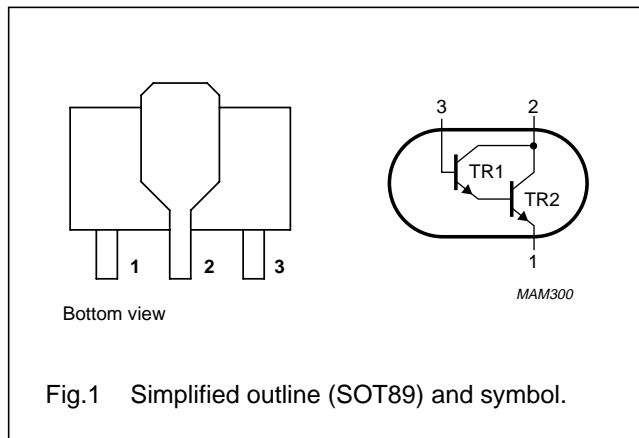 1 2 3
Bottom view
3 2
TR1
TR2
1
MAM300
Fig.1 Simplified outline (SOT89) and symbol.